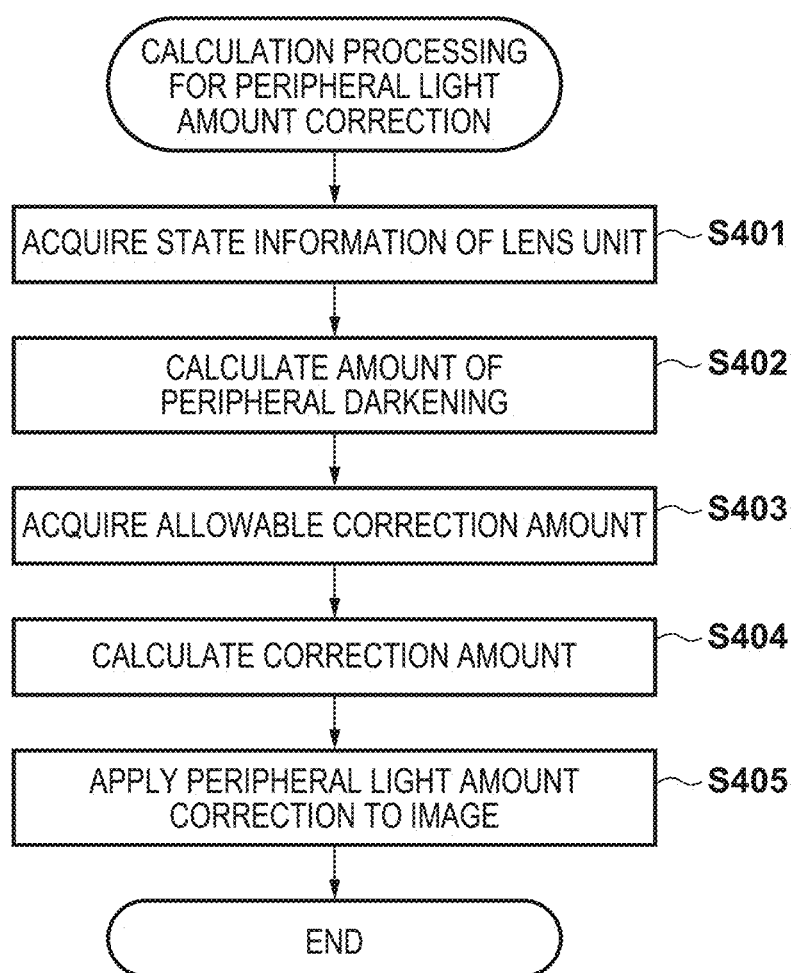 CALCULATION PROCESSING
FOR PERIPHERAL LIGHT
AMOUNT CORRECTION
ACQUIRE STATE INFORMATION OF LENS UNIT
S401
CALCULATE AMOUNT OF
PERIPHERAL DARKENING
S402
ACQUIRE ALLOWABLE CORRECTION AMOUNT
S403
CALCULATE CORRECTION AMOUNT
S404
APPLY PERIPHERAL LIGHT AMOUNT
CORRECTION TO IMAGE
S405
END